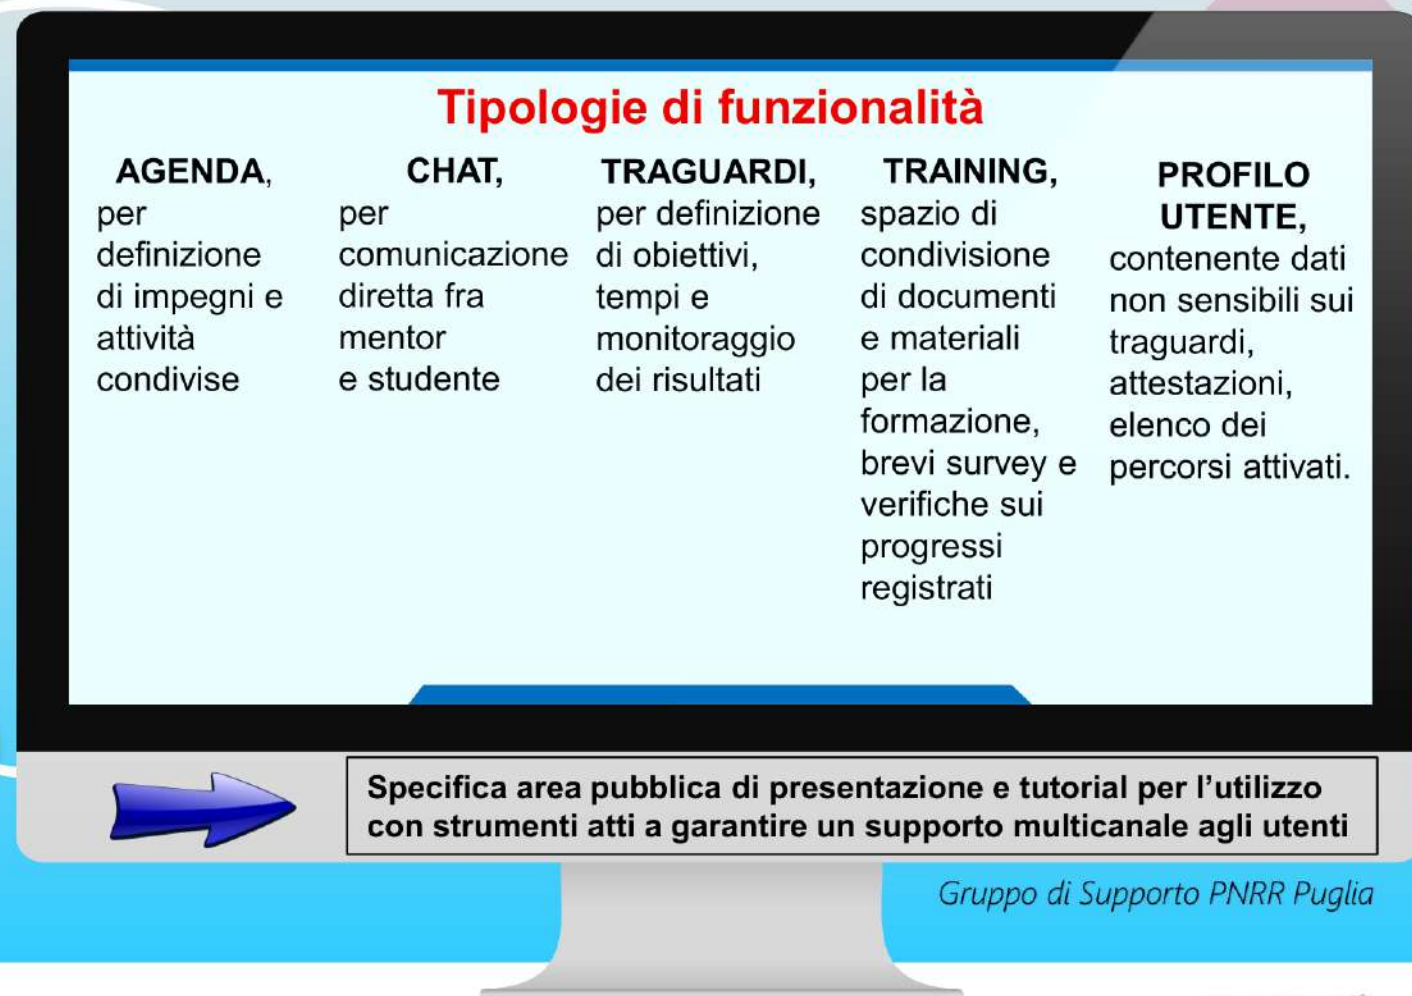 Tipologie di funzionalità
AGENDA,
per
definizione
di impegni e
attività
condivise
CHAT,
per
comunicazione
diretta fra
mentor
e studente
TRAGUARDI,
per definizione
di obiettivi,
tempi e
monitoraggio
dei risultati
TRAINING,
spazio di
condivisione
di documenti
e materiali
per la
formazione,
brevi survey e
verifiche sui
progressi
registrati
PROFILO
UTENTE,
contenente dati
non sensibili sui
traguardi,
attestazioni,
elenco dei
percorsi attivati.
Specifica area pubblica di presentazione e tutorial per l’utilizzo
con strumenti atti a garantire un supporto multicanale agli utenti
Gruppo di Supporto PNRR Puglia